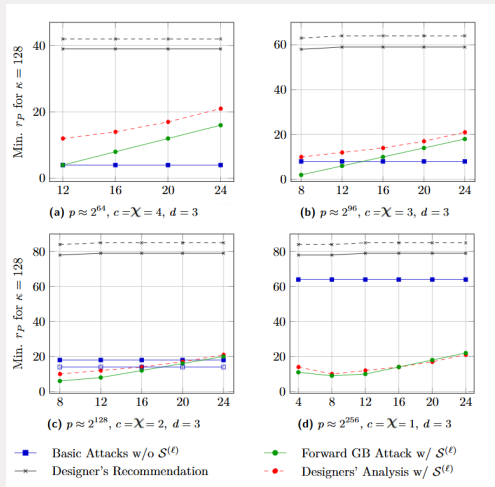 40
20
0
12 16 20 24
Min. r_P for κ = 128
(a) p ≈ 2^64, c = χ = 4, d = 3
60
40
20
0
8 12 16 20 24
(b) p ≈ 2^96, c = χ = 3, d = 3
80
60
40
20
0
8 12 16 20 24
Min. r_P for κ = 128
(c) p ≈ 2^128, c = χ = 2, d = 3
80
60
40
20
0
4 8 12 16 20 24
(d) p ≈ 2^256, c = χ = 1, d = 3
Basic Attacks w/o S^(ℓ)
Forward GB Attack w/ S^(ℓ)
Designer's Recommendation
Designers' Analysis w/ S^(ℓ)